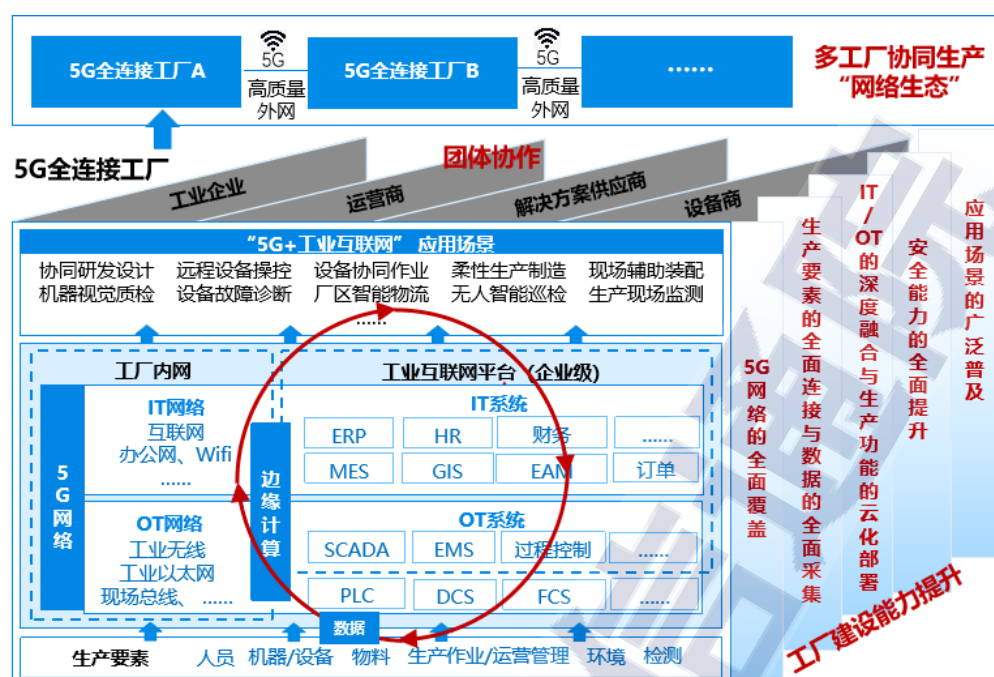 5G全连接工厂A
5G
高质量
外网
5G全连接工厂B
5G
高质量
外网
······
多工厂协同生产
“网络生态”
5G全连接工厂
团体协作
工业企业
运营商
解决方案供应商
设备商
“5G+工业互联网” 应用场景
协同研发设计 远程设备操控 设备协同作业 柔性生产制造 现场辅助装配
机器视觉质检 设备故障诊断 厂区智能物流 无人智能巡检 生产现场监测
······
工厂内网
5G网络
IT网络
互联网
办公网、Wifi
······
OT网络
工业无线
工业以太网
现场总线、······
边缘计算
工业互联网平台（企业级)
IT系统
ERP HR 财务 ······
MES GIS EAM 订单
OT系统
SCADA EMS 过程控制 ······
PLC DCS FCS ······
数据
生产要素 人员 机器/设备 物料 生产作业/运营管理 环境 检测
5G网络的全面覆盖
生产要素的全面连接与数据的全面采集
IT/OT的深度融合与生产功能的云化部署
安全能力的全面提升
应用场景的广泛普及
工厂建设能力提升
信通院